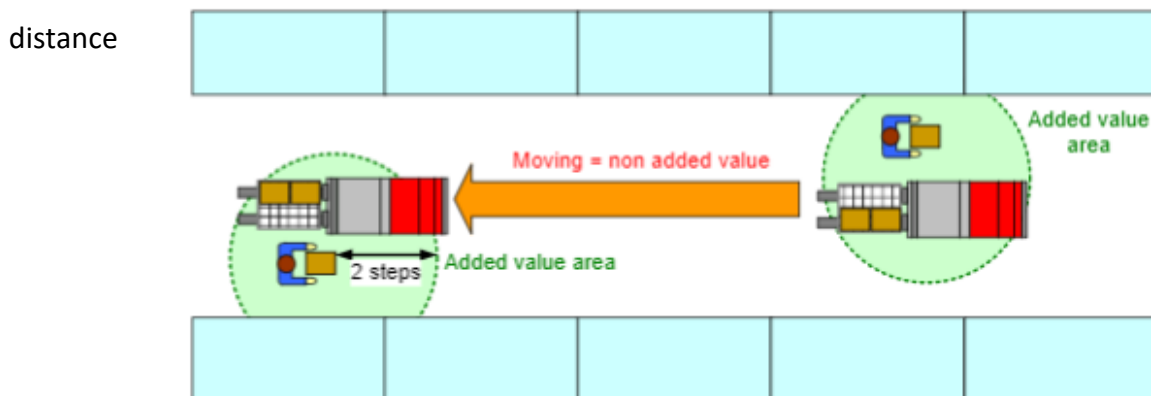 distance
Added value
area
Moving = non added value
Added value area
2 steps